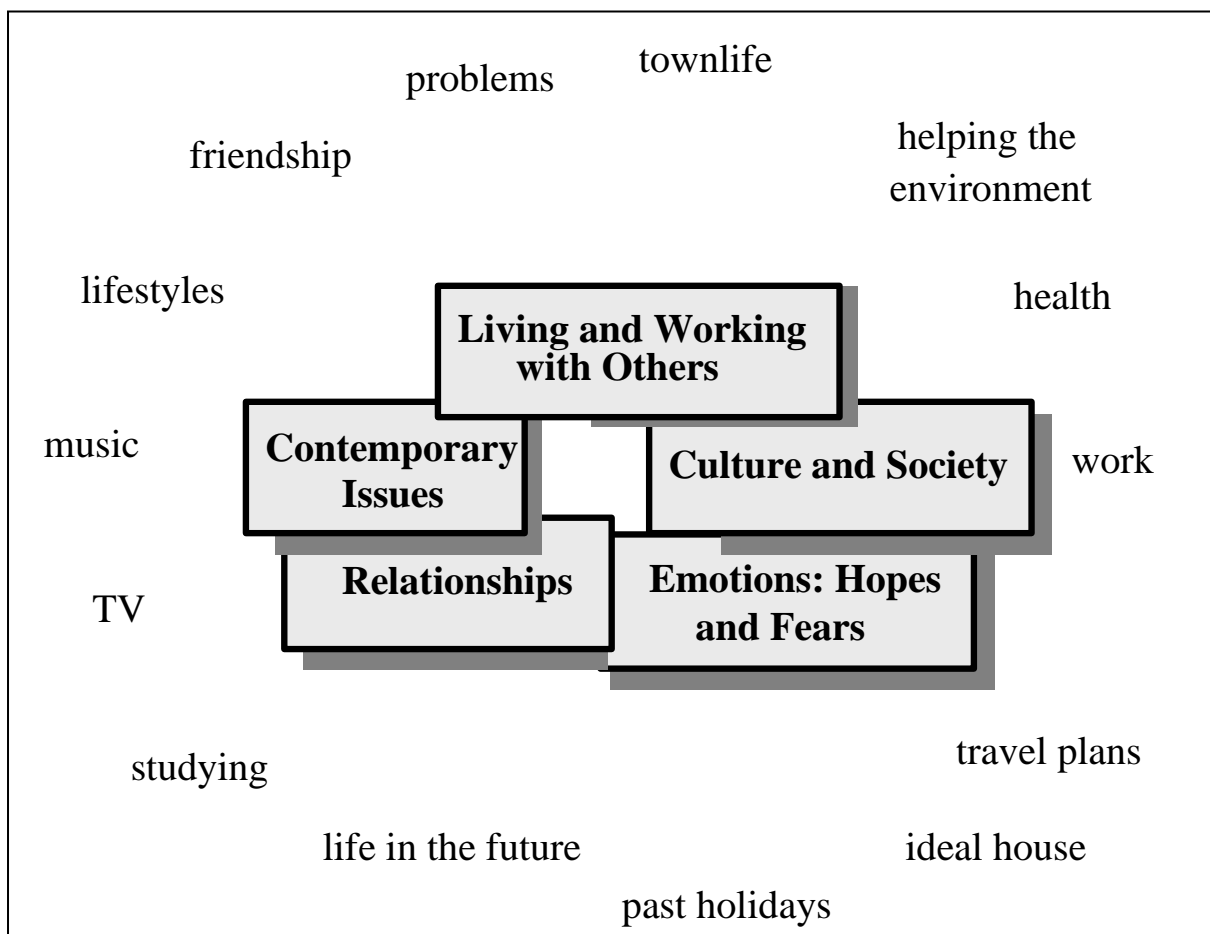 problems
townlife
friendship
helping the
environment
lifestyles
health
Living and Working
with Others
music
Contemporary
Issues
Culture and Society
work
TV
Relationships
Emotions: Hopes
and Fears
studying
travel plans
life in the future
ideal house
past holidays